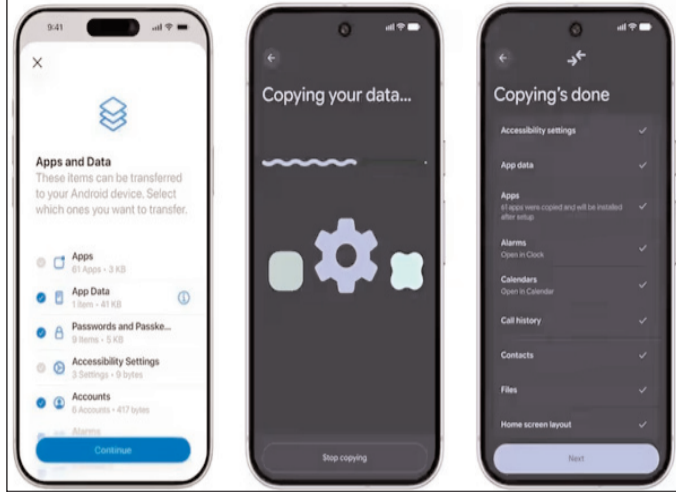 9:41
Apps and Data
These items can be transferred
to your Android device. Select
which ones you want to transfer.
Apps
61 Apps • 3 KB
App Data
1 item • 41 KB
Passwords and Passke...
9 Items • 5 KB
Accessibility Settings
3 Settings • 9 bytes
Accounts
6 Accounts • 417 bytes
Alarms
Continue
Copying your data...
Stop copying
Copying's done
Accessibility settings
App data
Apps
61 apps were copied and will be installed
after setup
Alarms
Open in Clock
Calendars
Open in Calendar
Call history
Contacts
Files
Home screen layout
Next